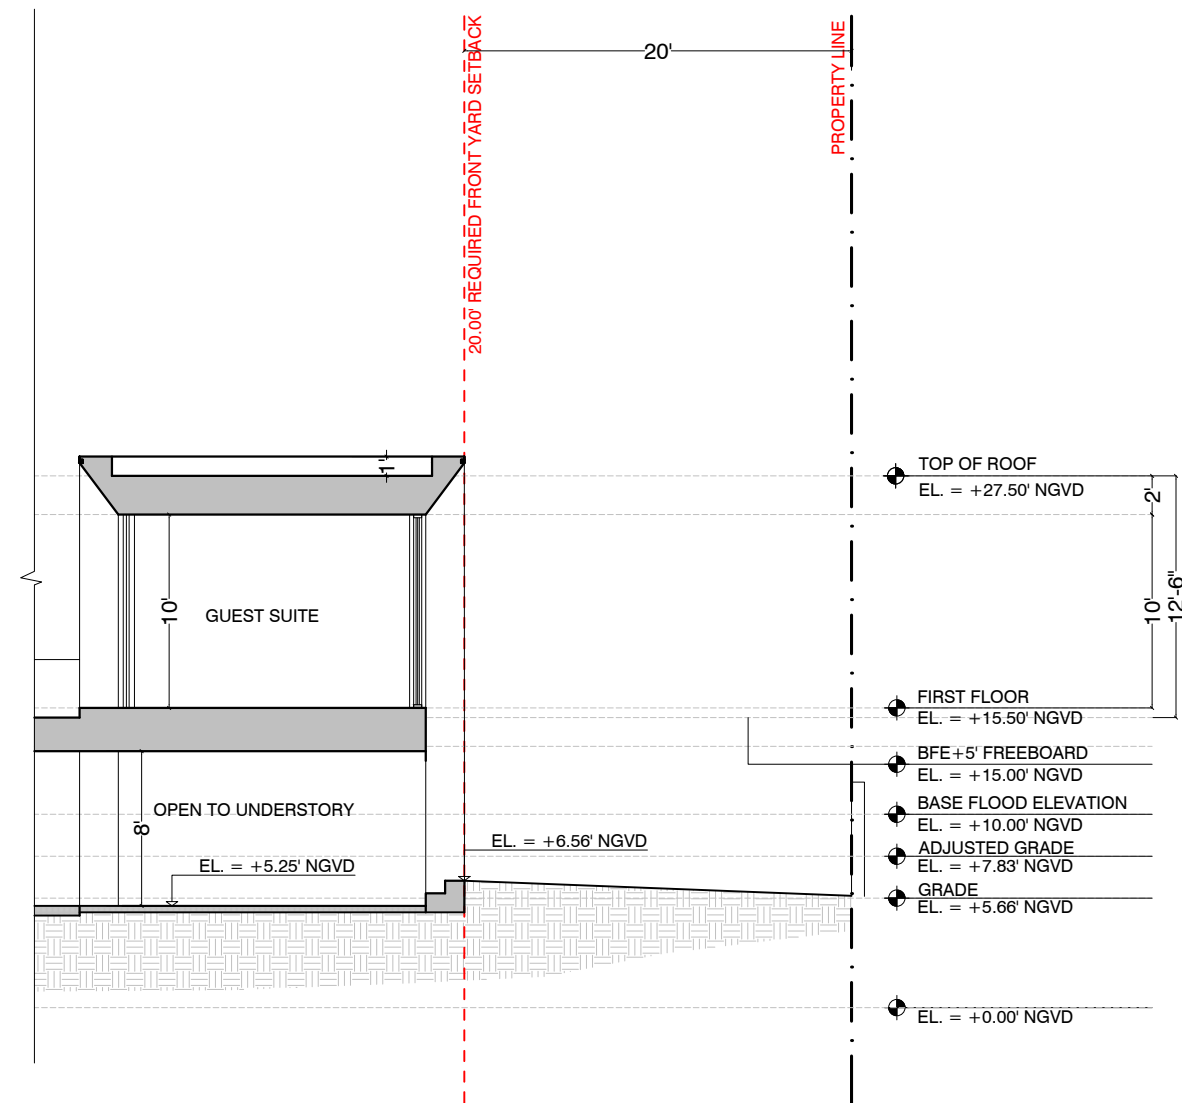 20.00' REQUIRED FRONT YARD SETBACK
20'
PROPERTY LINE
1'
TOP OF ROOF
EL. = +27.50' NGVD
2'
10'
12'-6"
10'
GUEST SUITE
FIRST FLOOR
EL. = +15.50' NGVD
BFE+5' FREEBOARD
EL. = +15.00' NGVD
8'
OPEN TO UNDERSTORY
BASE FLOOD ELEVATION
EL. = +10.00' NGVD
EL. = +6.56' NGVD
ADJUSTED GRADE
EL. = +7.83' NGVD
EL. = +5.25' NGVD
GRADE
EL. = +5.66' NGVD
EL. = +0.00' NGVD